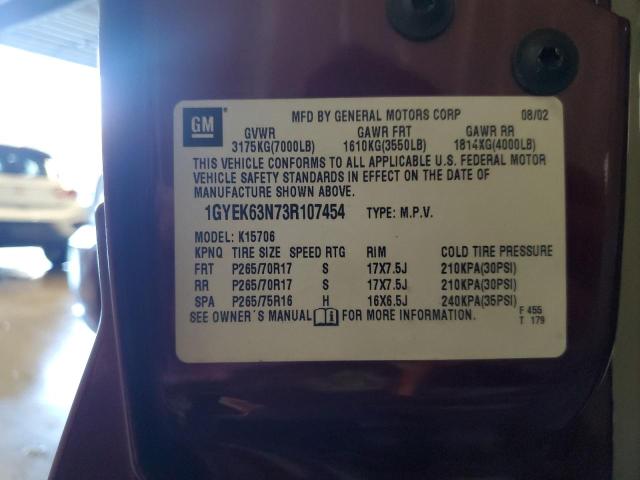 GM
MFD BY GENERAL MOTORS CORP 08/02
GVWR GAWR FRT GAWR RR
3175KG(7000LB) 1610KG(3550LB) 1814KG(4000LB)
THIS VEHICLE CONFORMS TO ALL APPLICABLE U.S. FEDERAL MOTOR
VEHICLE SAFETY STANDARDS IN EFFECT ON THE DATE OF
MANUFACTURE SHOWN ABOVE.
1GYEK63N73R107454 TYPE: M.P.V.
MODEL: K15706
KPNQ TIRE SIZE SPEED RTG RIM COLD TIRE PRESSURE
FRT P265/70R17 S 17X7.5J 210KPA(30PSI)
RR P265/70R17 S 17X7.5J 210KPA(30PSI)
SPA P265/75R16 H 16X6.5J 240KPA(35PSI)
SEE OWNER'S MANUAL FOR MORE INFORMATION.
F 455
T 179